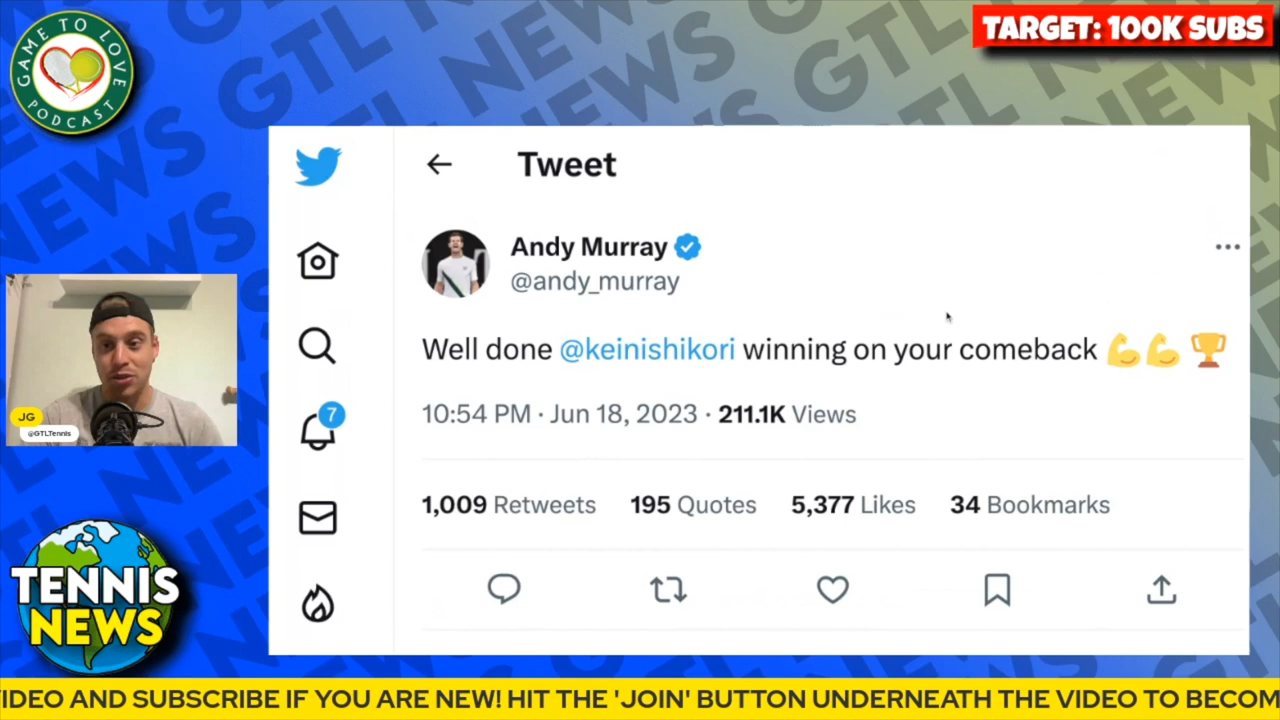 GAME TO LOVE
PODCAST
TARGET: 100K SUBS
Tweet
Andy Murray
@andy_murray
Well done @keinishikori winning on your comeback 💪💪 🏆
10:54 PM · Jun 18, 2023 · 211.1K Views
7
1,009 Retweets 195 Quotes 5,377 Likes 34 Bookmarks
JG
@GTLTennis
TENNIS
NEWS
VIDEO AND SUBSCRIBE IF YOU ARE NEW! HIT THE 'JOIN' BUTTON UNDERNEATH THE VIDEO TO BECOM
GTL NEWS